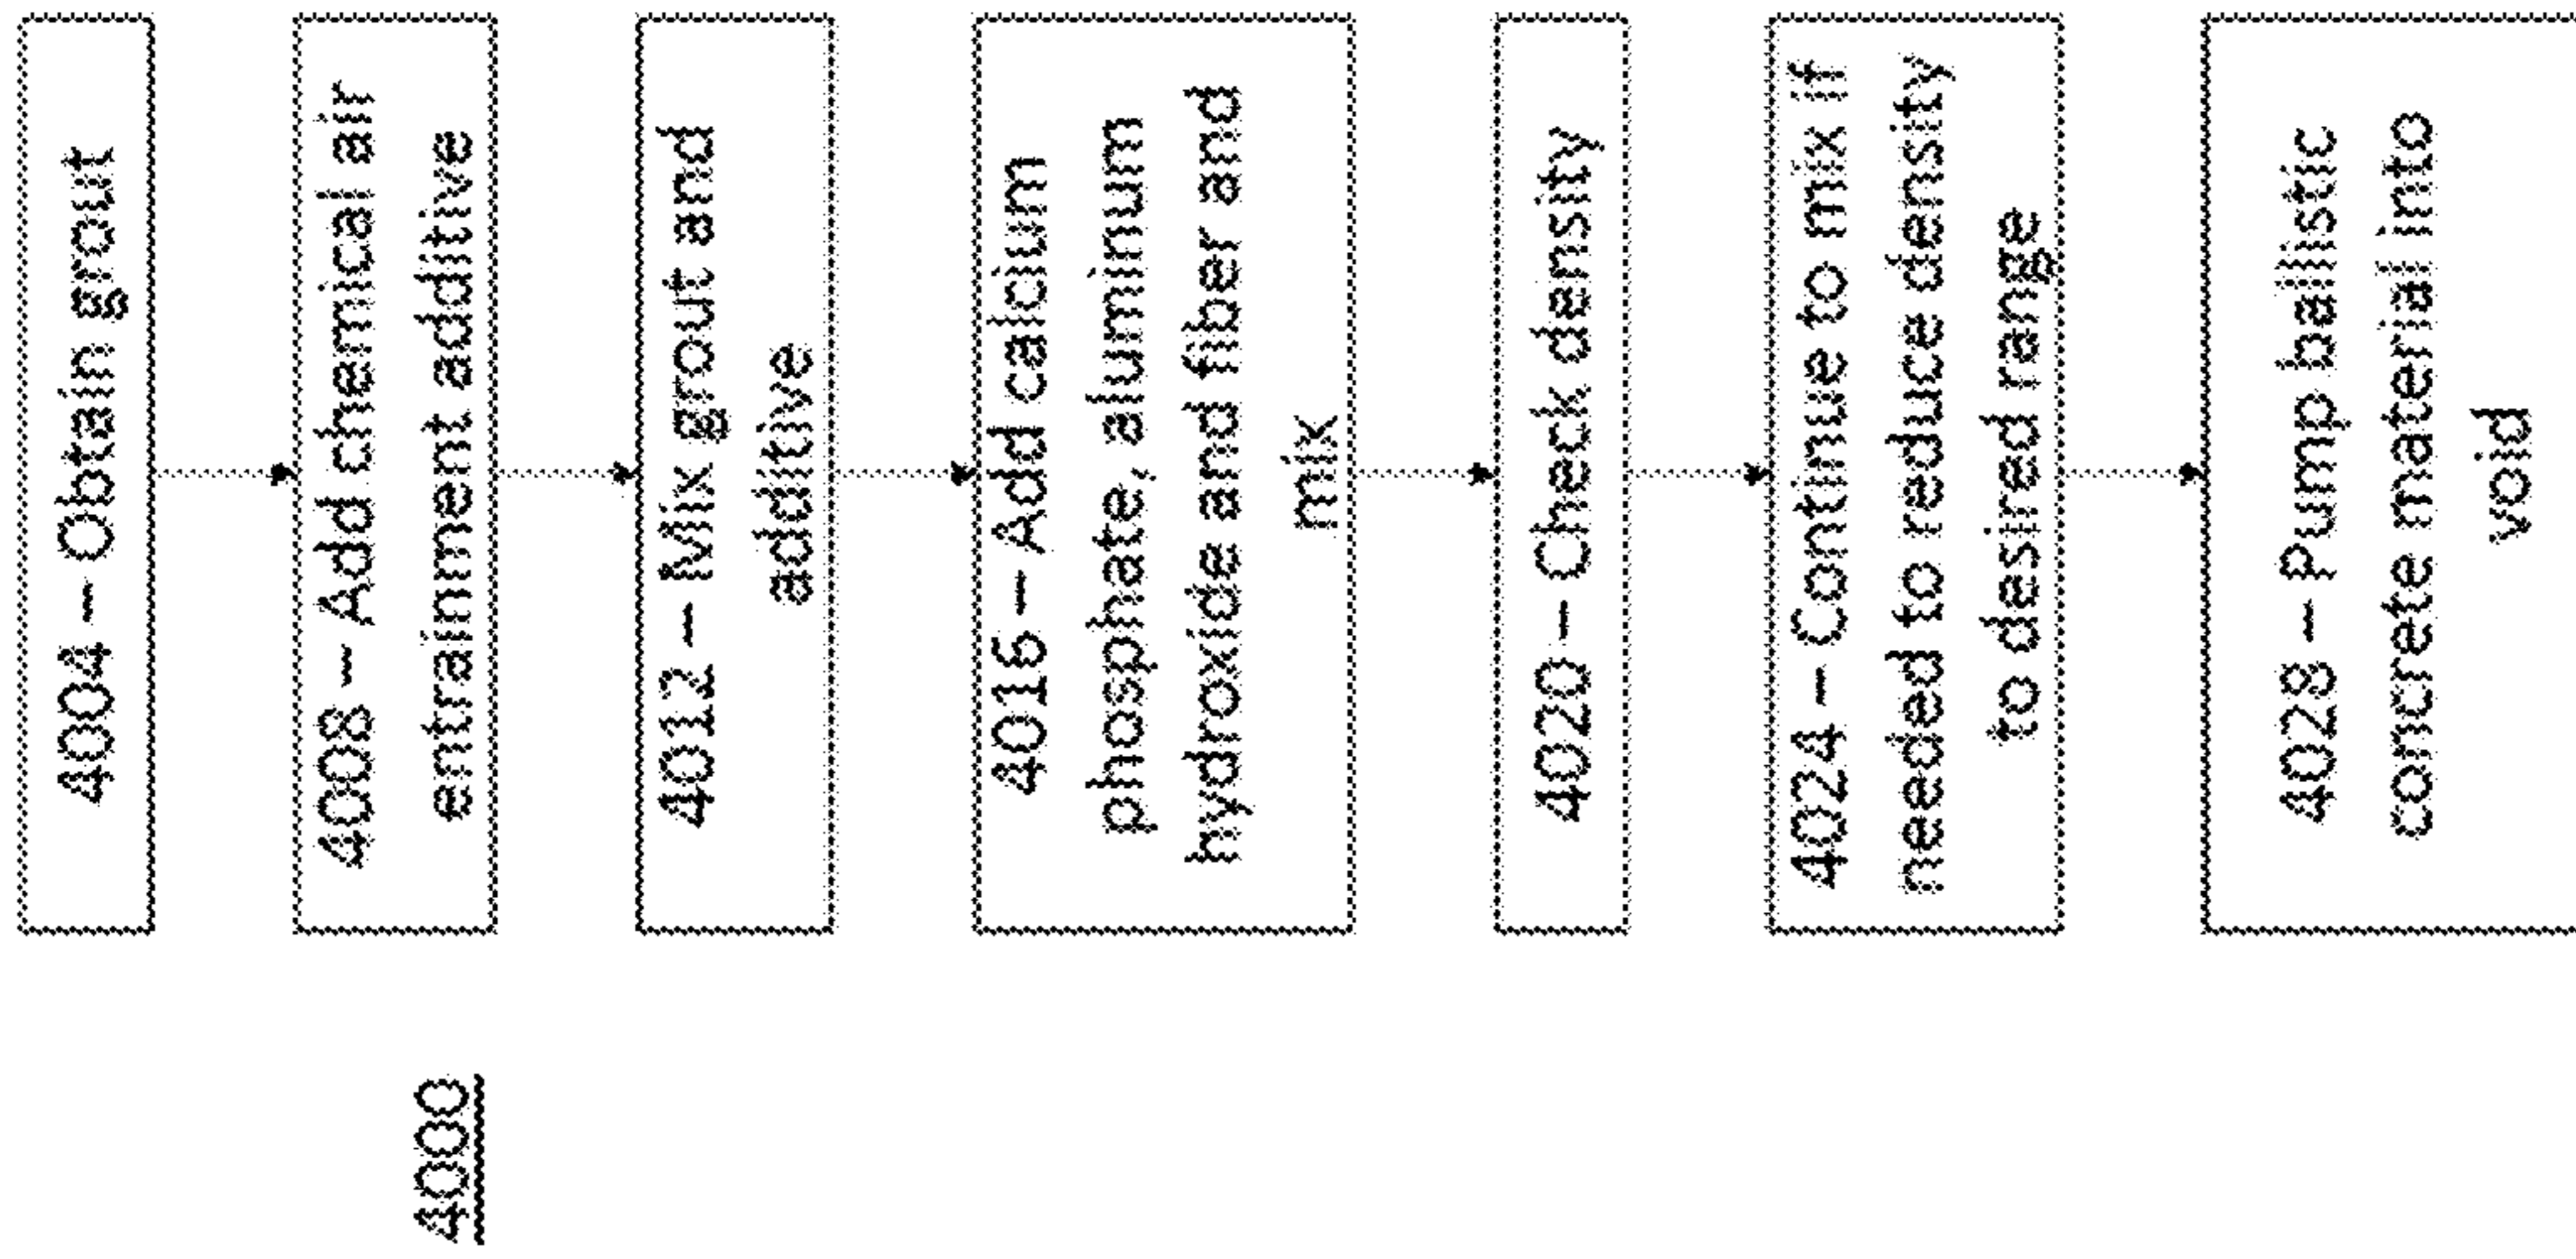 4000
4004 – Obtain grout
4008 – Add chemical air
entrainment additive
4012 – Mix grout and
additive
4016 – Add calcium
phosphate, aluminum
hydroxide and fiber and
mix
4020 – Check density
4024 – Continue to mix if
needed to reduce density
to desired range
4028 – Pump ballistic
concrete material into
void